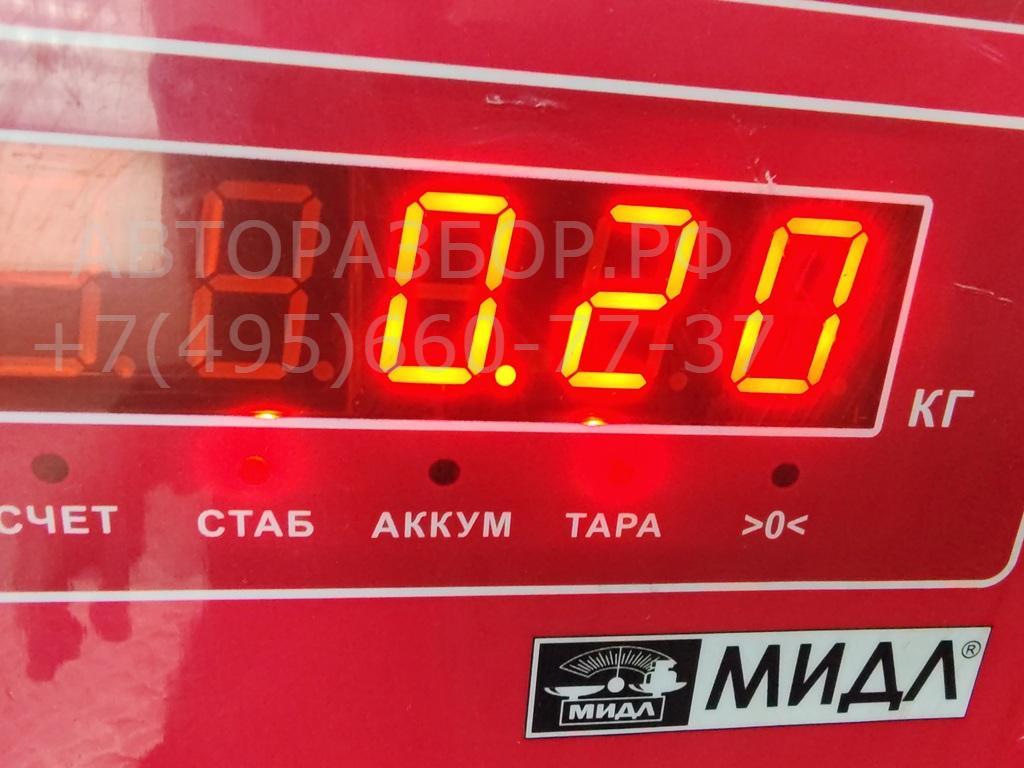 0.20
АВТОРАЗБОР.РФ
+7(495)660-77-37
КГ
СЧЕТ СТАБ АККУМ ТАРА >0<
МИДЛ МИДЛ®